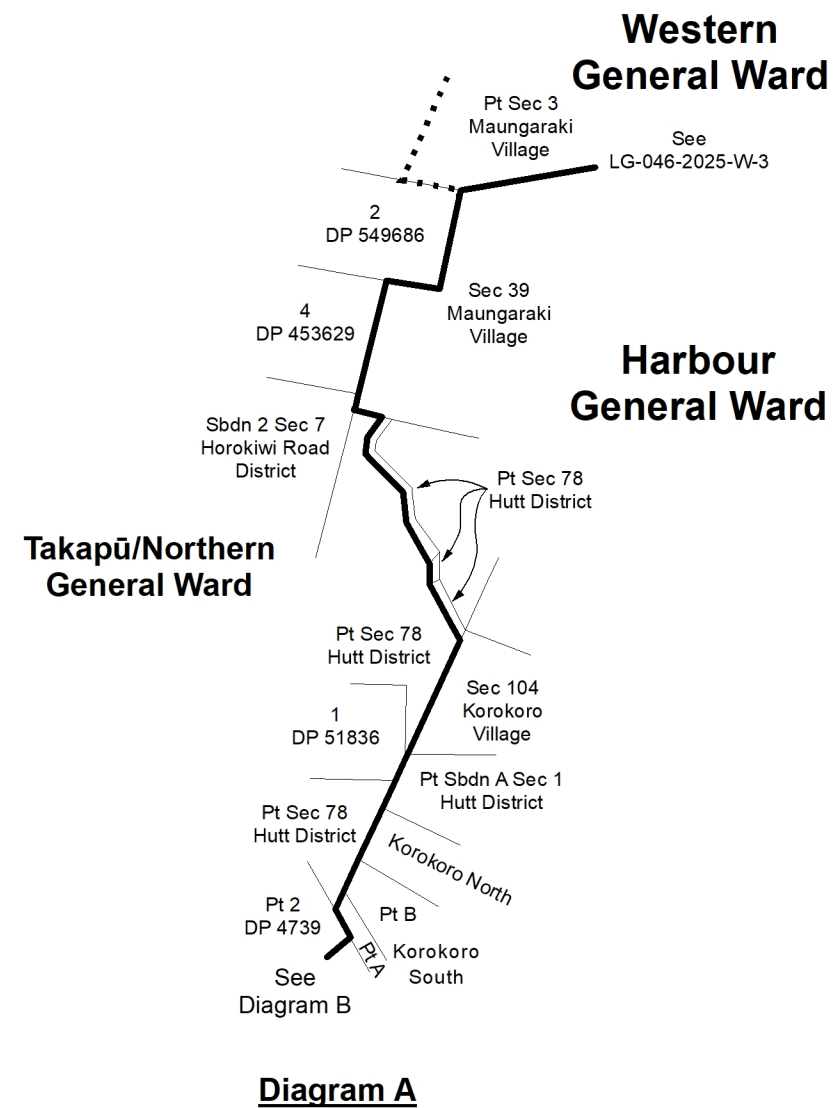 Western
General Ward
Pt Sec 3
Maungaraki
Village
See
LG-046-2025-W-3
2
DP 549686
Sec 39
Maungaraki
Village
4
DP 453629
Harbour
General Ward
Sbdn 2 Sec 7
Horokiwi Road
District
Pt Sec 78
Hutt District
Takapū/Northern
General Ward
Pt Sec 78
Hutt District
Sec 104
Korokoro
Village
1
DP 51836
Pt Sbdn A Sec 1
Hutt District
Pt Sec 78
Hutt District
Korokoro North
Pt 2
DP 4739
Pt B
Pt A
Korokoro
South
See
Diagram B
Diagram A